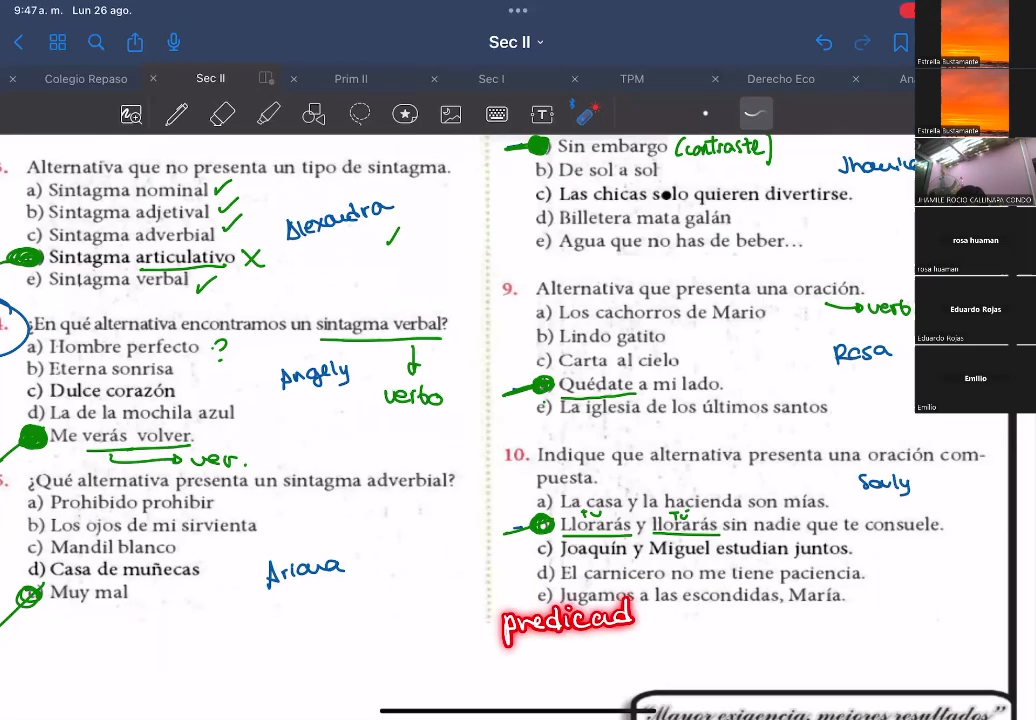 9:47 a. m. Lun 26 ago.
Sec II
Colegio Repaso
Sec II
Prim II
Sec I
TPM
Derecho Eco
Alternativa que no presenta un tipo de sintagma.
a) Sintagma nominal
b) Sintagma adjetival
c) Sintagma adverbial
Sintagma articulativo
e) Sintagma verbal
Alexandra
¿En qué alternativa encontramos un sintagma verbal?
a) Hombre perfecto ?
b) Eterna sonrisa
c) Dulce corazón
d) La de la mochila azul
Me verás volver.
Angely
verbo
ver.
¿Qué alternativa presenta un sintagma adverbial?
a) Prohibido prohibir
b) Los ojos de mi sirvienta
c) Mandil blanco
d) Casa de muñecas
Muy mal
Ariana
Sin embargo (contraste)
b) De sol a sol
c) Las chicas solo quieren divertirse.
d) Billetera mata galán
e) Agua que no has de beber...
9. Alternativa que presenta una oración.
a) Los cachorros de Mario
b) Lindo gatito
c) Carta al cielo
Quédate a mi lado.
e) La iglesia de los últimos santos
verbo
Rosa
10. Indique que alternativa presenta una oración com-
puesta.
a) La casa y la hacienda son mías.
TU TÚ
Llorarás y llorarás sin nadie que te consuele.
c) Joaquín y Miguel estudian juntos.
d) El carnicero no me tiene paciencia.
e) Jugamos a las escondidas, María.
Souly
predicad
"Mayor exigencia, mejores resultados"
Estrella Bustamante
Estrella Bustamante
JHAMILE ROCIO CALLINAPA CONDO
rosa huaman
rosa huaman
Eduardo Rojas
Eduardo Rojas
Emilio
Emilio